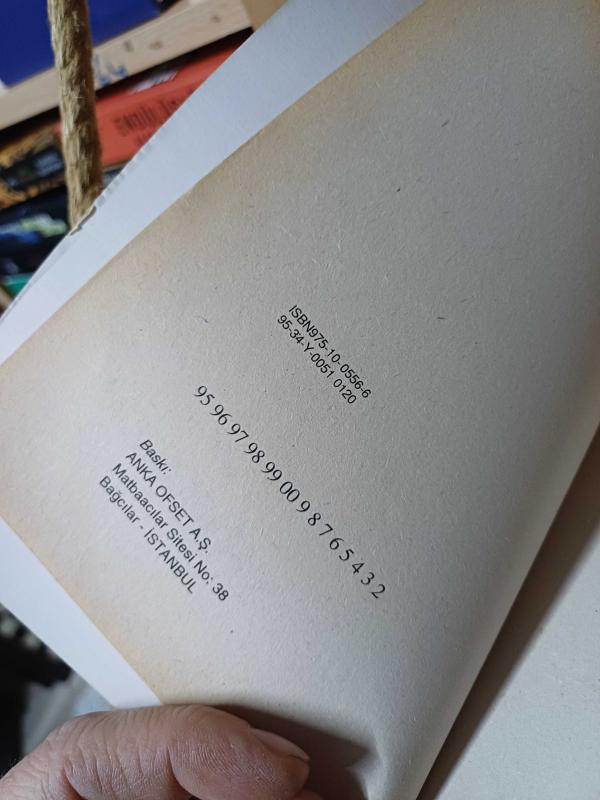 ISBN975-10-0556-6
95-34-Y-0051 0120
95 96 97 98 99 00 9 8 7 6 5 4 3 2
Baskı:
ANKA OFSET A.Ş.
Matbaacılar Sitesi No: 38
Bağcılar - İSTANBUL